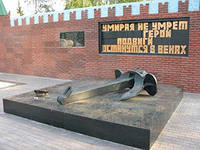 УМИРАЯ НЕ УМРЕТ
ГЕРОЙ
ПОДВИГИ
ОСТАНУТСЯ В ВЕКАХ